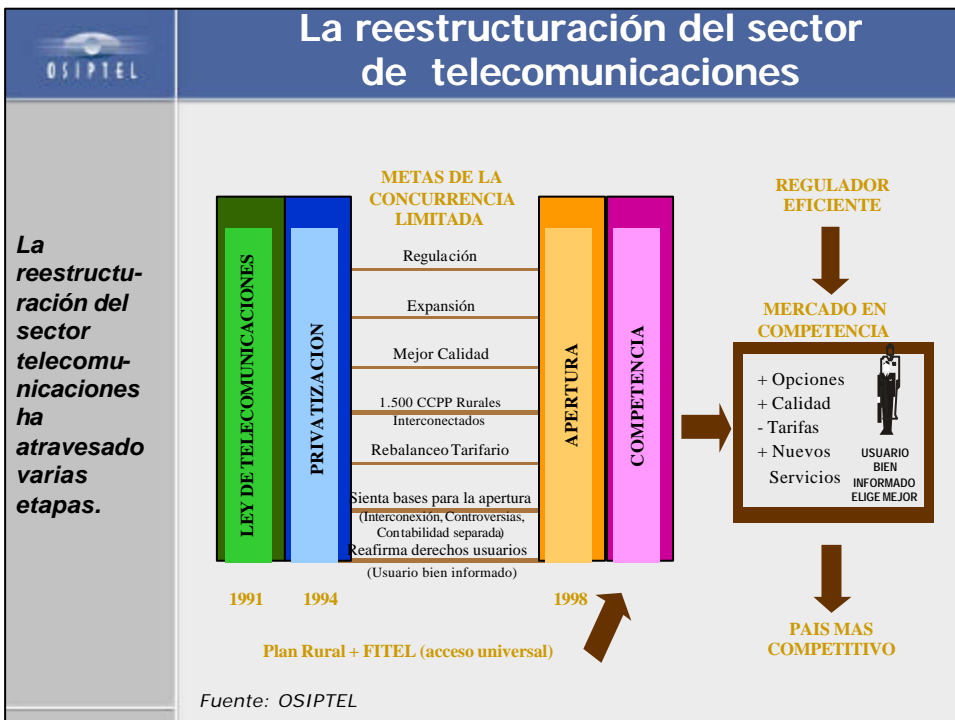 OSIPTEL
La reestructuración del sector
de telecomunicaciones
La
reestructu-
ración del
sector
telecomu-
nicaciones
ha
atravesado
varias
etapas.
LEY DE TELECOMUNICACIONES
PRIVATIZACION
METAS DE LA
CONCURRENCIA
LIMITADA
Regulación
Expansión
Mejor Calidad
1.500 CCPP Rurales
Interconectados
Rebalanceo Tarifario
Sienta bases para la apertura
(Interconexión, Controversias,
Contabilidad separada)
Reafirma derechos usuarios
(Usuario bien informado)
APERTURA
COMPETENCIA
1991
1994
1998
Plan Rural + FITEL (acceso universal)
REGULADOR
EFICIENTE
MERCADO EN
COMPETENCIA
+ Opciones
+ Calidad
- Tarifas
+ Nuevos
Servicios
USUARIO
BIEN
INFORMADO
ELIGE MEJOR
PAIS MAS
COMPETITIVO
Fuente: OSIPTEL